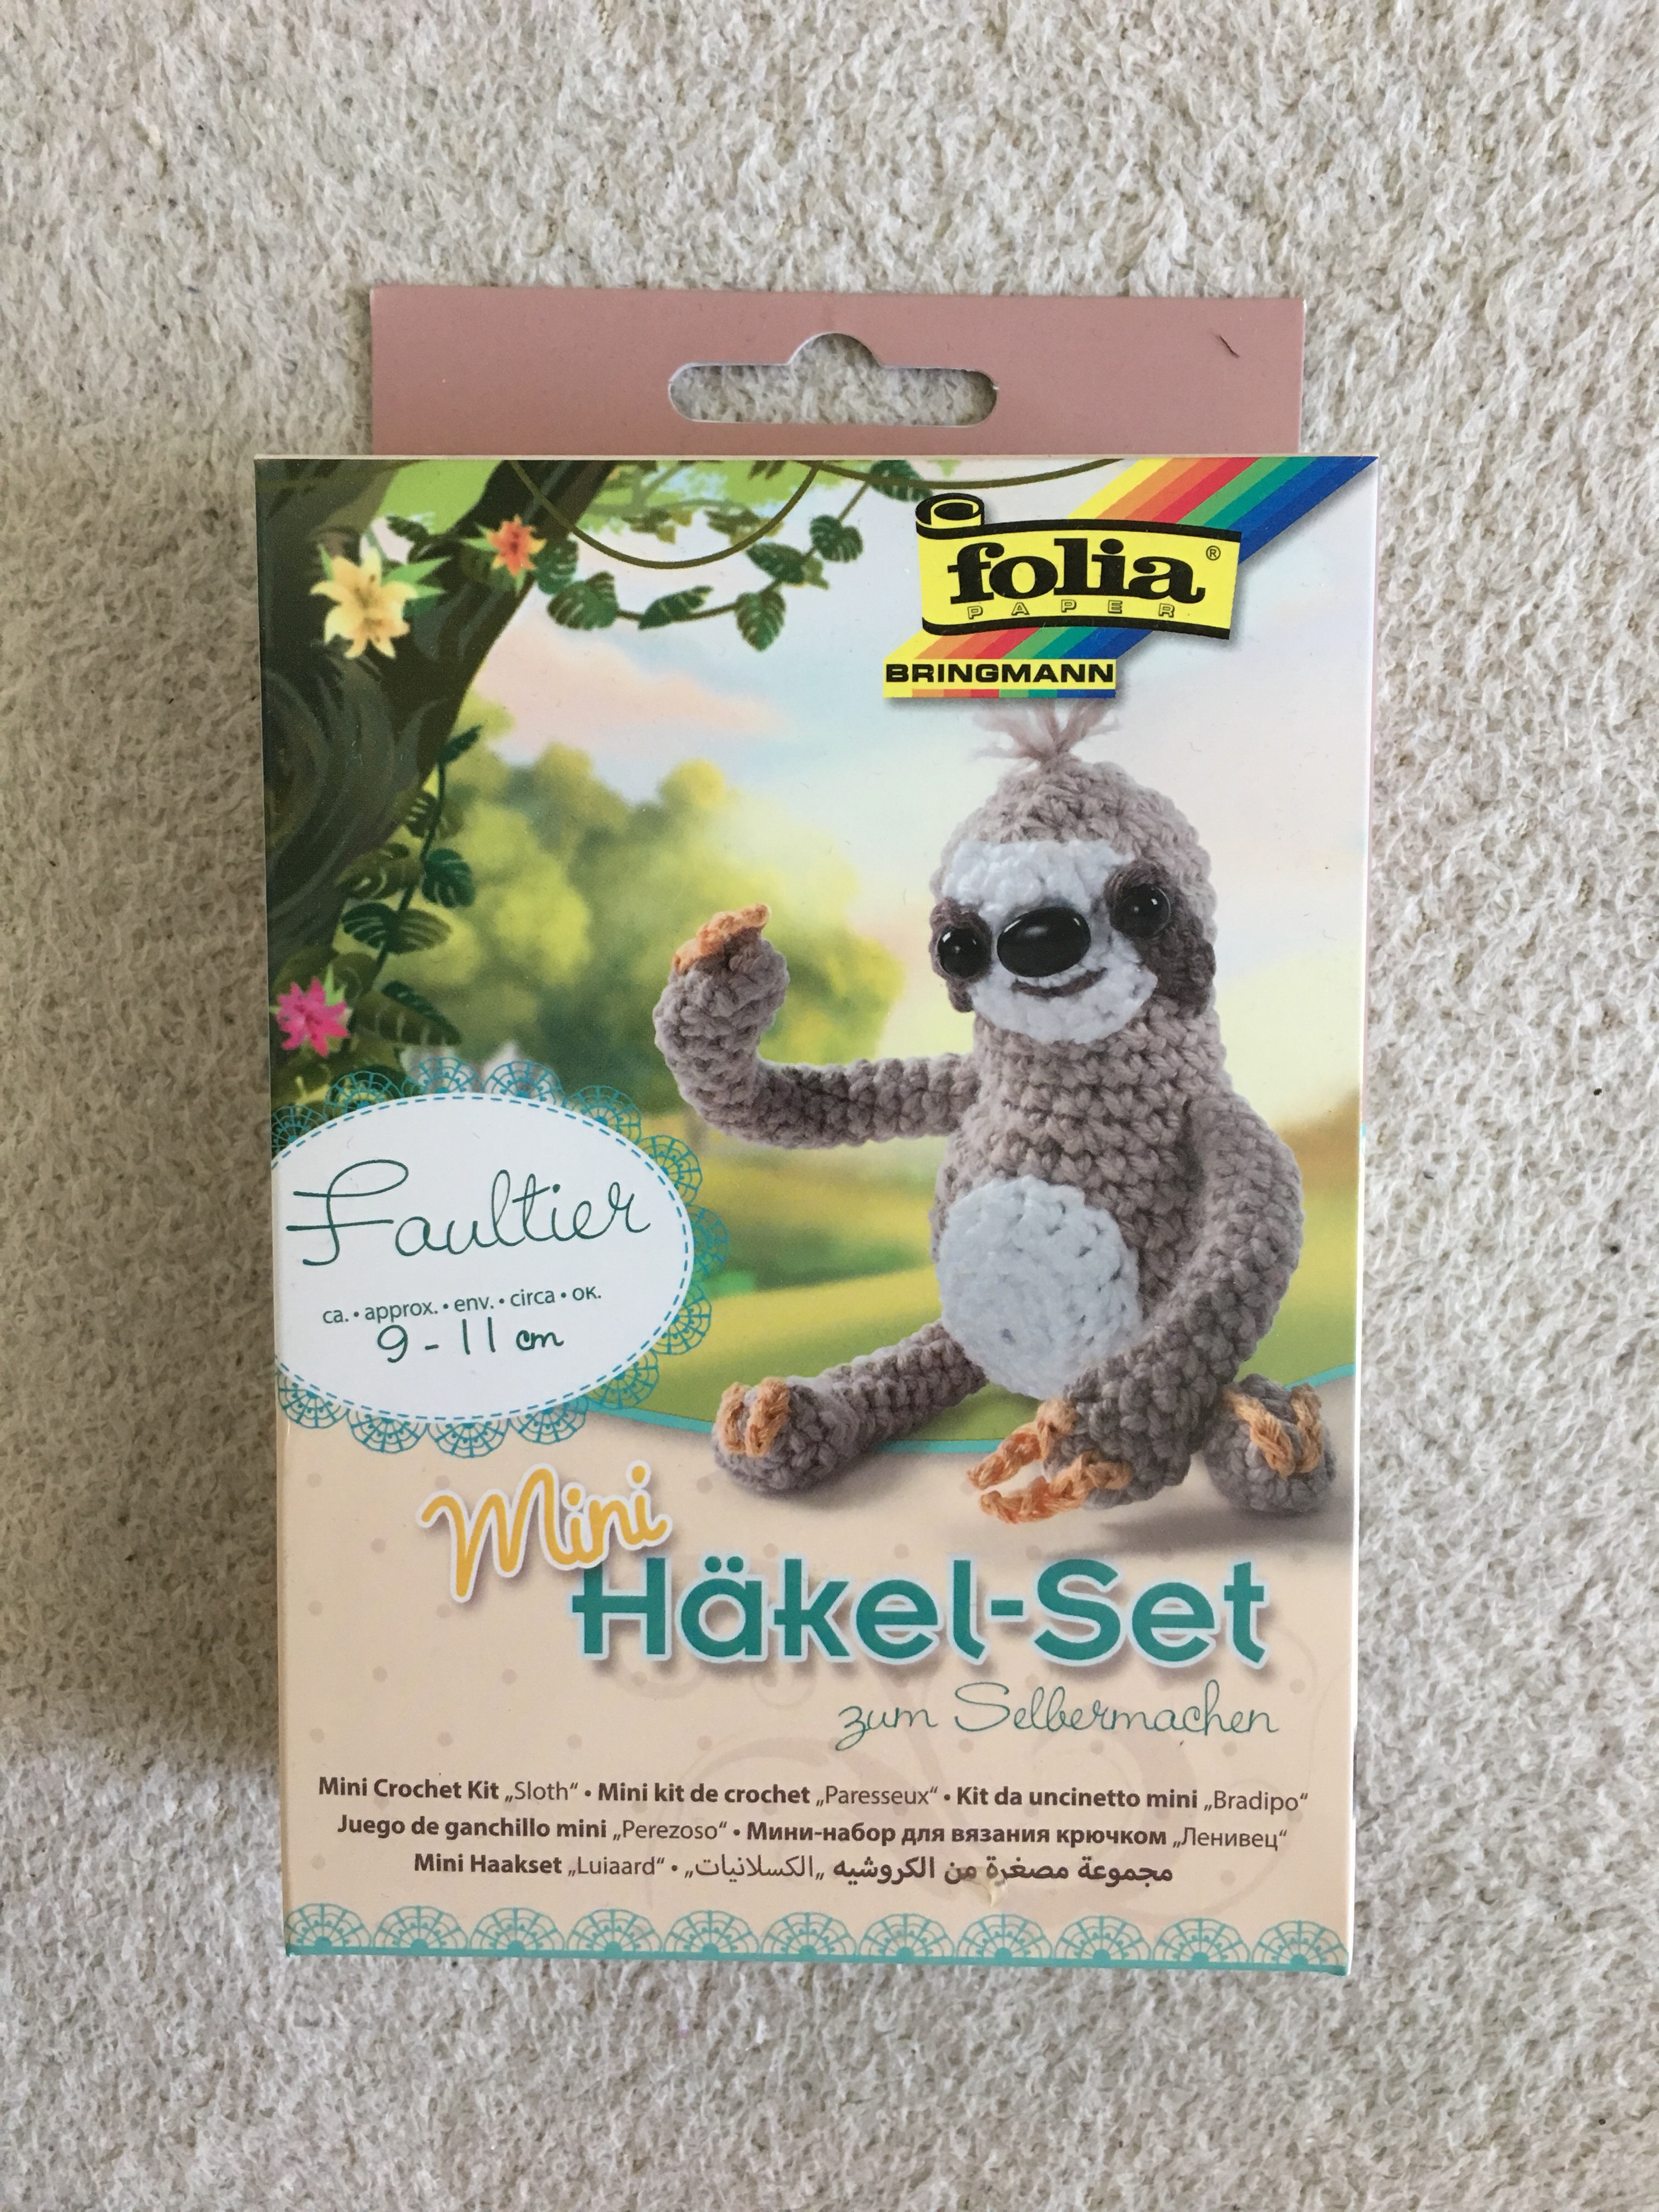 folia®
PAPER
BRINGMANN
Faultier
ca. • approx. • env. • circa • ок.
9 - 11 cm
Mini
Häkel-Set
zum Selbermachen
Mini Crochet Kit „Sloth“ • Mini kit de crochet „Paresseux“ • Kit da uncinetto mini „Bradipo“
Juego de ganchillo mini „Perezoso“ • Мини-набор для вязания крючком „Ленивец“
Mini Haakset „Luiaard“ • مجموعة مصغرة من الكروشيه „الكسلانيات„